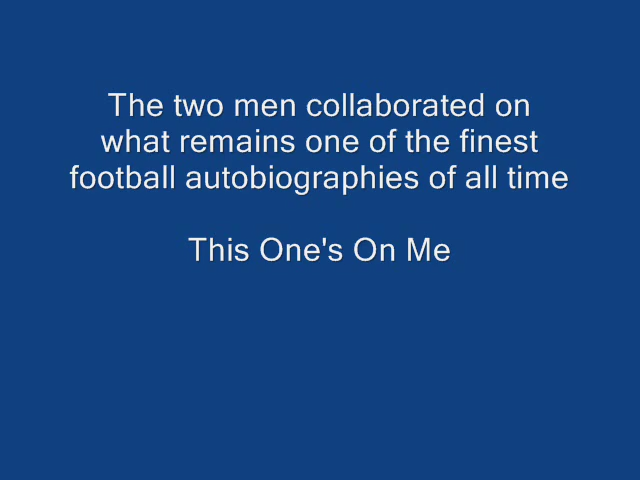 The two men collaborated on
what remains one of the finest
football autobiographies of all time
This One's On Me